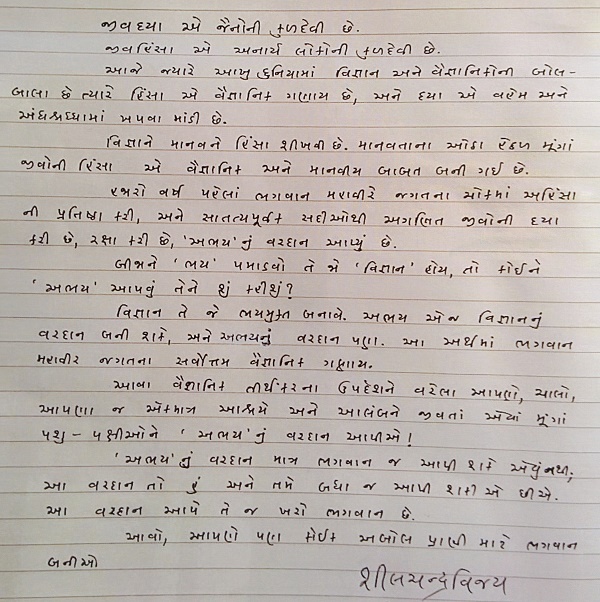 જીવદયા એ જૈનોની કુળદેવી છે.
જીવહિંસા એ અનાર્ય લોકોની કુળદેવી છે.
આજે જ્યારે આખુ દુનિયામાં વિજ્ઞાન અને વૈજ્ઞાનિકોની બોલ-
બાલા છે ત્યારે હિંસા એ વૈજ્ઞાનિક ગણાય છે, અને દયા એ વહેમ અને
અંધશ્રધ્ધામાં ખપવા માંડી છે.
વિજ્ઞાને માનવને હિંસા શીખવી છે. માનવતાના ઓઠા હેઠળ મૂંગાં
જીવોની હિંસા એ વૈજ્ઞાનિક અને માનવીય બાબત બની ગઈ છે.
હજારો વર્ષ પહેલાં ભગવાન મહાવીરે જગતના ચોકમાં અહિંસા
ની પ્રતિષ્ઠા કરી, અને સાતત્યપૂર્વક સદીઓથી અગણિત જીવોની દયા
કરી છે, રક્ષા કરી છે, 'અભય'નું વરદાન આપ્યું છે.
બીજાને 'ભય' પમાડવો તે જો 'વિજ્ઞાન' હોય, તો કોઈને
'અભય' આપવું તેને શું કહીશું?
વિજ્ઞાન તે જે ભયમુક્ત બનાવે. અભય એજ વિજ્ઞાનનું
વરદાન બની શકે, અને અભયનું વરદાન પણ. આ અર્થમાં ભગવાન
મહાવીર જગતના સર્વોત્તમ વૈજ્ઞાનિક ગણાય.
આવા વૈજ્ઞાનિક તીર્થંકરના ઉપદેશને વરેલા આપણે, ચાલો,
આપણા જ એકમાત્ર આશ્રયે અને આલંબને જીવતાં એવાં મૂંગાં
પશુ - પક્ષીઓને 'અભય'નું વરદાન આપીએ!
'અભય'નું વરદાન માત્ર ભગવાન જ આપી શકે એવું નથી;
આ વરદાન તો હું અને તમે બધા જ આપી શકીએ છીએ.
આ વરદાન આપે તે જ ખરો ભગવાન છે.
આવો, આપણે પણ કોઈક અબોલ પ્રાણી માટે ભગવાન
બનીએ
શીલચન્દ્રવિજય